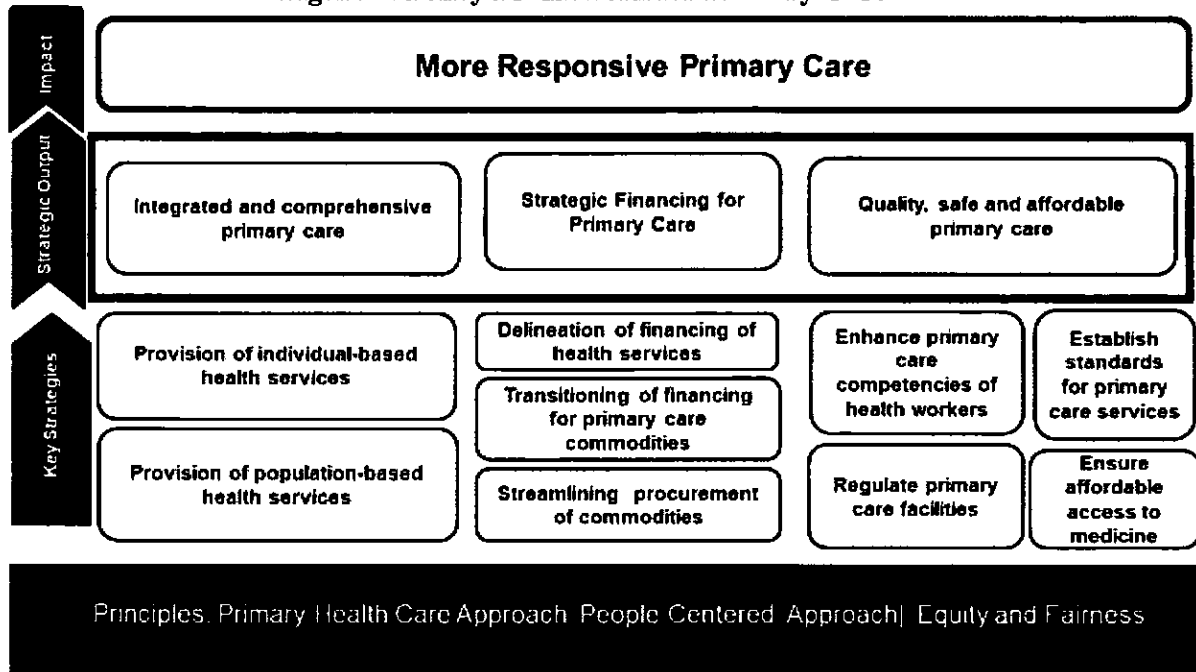 Impact
More Responsive Primary Care
Strategic Output
Integrated and comprehensive
primary care
Strategic Financing for
Primary Care
Quality, safe and affordable
primary care
Key Strategies
Provision of individual-based
health services
Provision of population-based
health services
Delineation of financing of
health services
Transitioning of financing
for primary care
commodities
Streamlining procurement
of commodities
Enhance primary
care
competencies of
health workers
Establish
standards
for primary
care services
Regulate primary
care facilities
Ensure
affordable
access to
medicine
Principles. Primary Health Care Approach People Centered Approach| Equity and Fairness